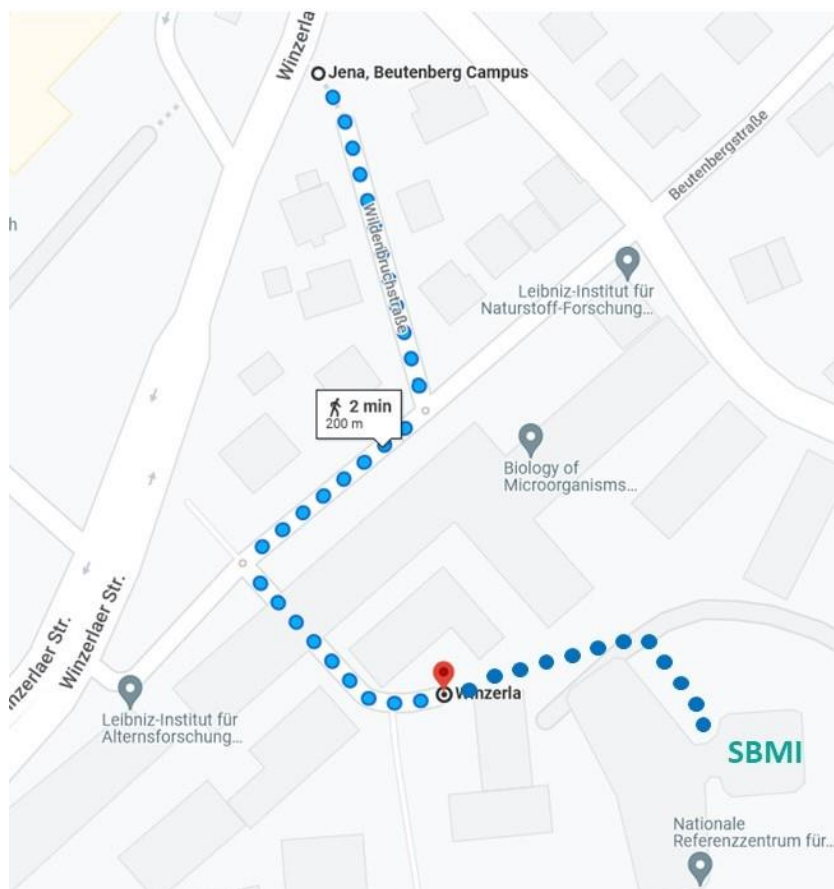 Winzerla
Jena, Beutenberg Campus
Beutenbergstraße
Wildenbruchstraße
h
Leibniz-Institut für
Naturstoff-Forschung...
2 min
200 m
Biology of
Microorganisms...
Winzerlaer Str.
nzerlaer Str.
Leibniz-Institut für
Alternsforschung...
Winzerla
SBMI
Nationale
Referenzzentrum für...